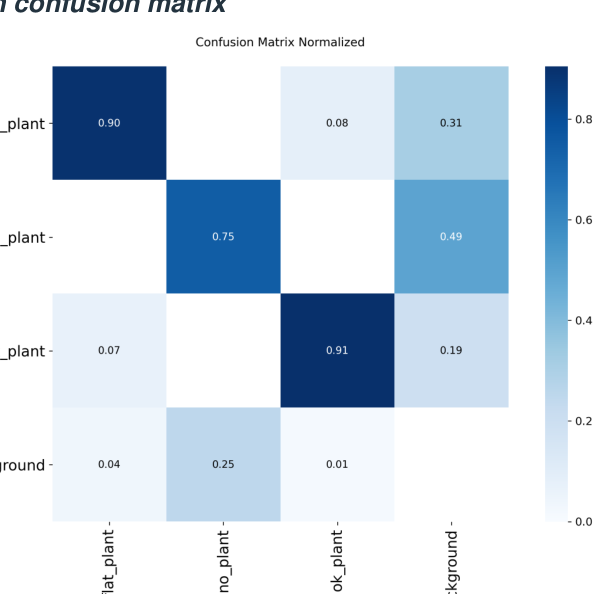 confusion matrix
Confusion Matrix Normalized
_plant
0.90
0.08
0.31
0.8
_plant
0.75
0.49
0.6
0.4
_plant
0.07
0.91
0.19
0.2
ground
0.04
0.25
0.01
0.0
flat_plant
no_plant
ok_plant
ckground